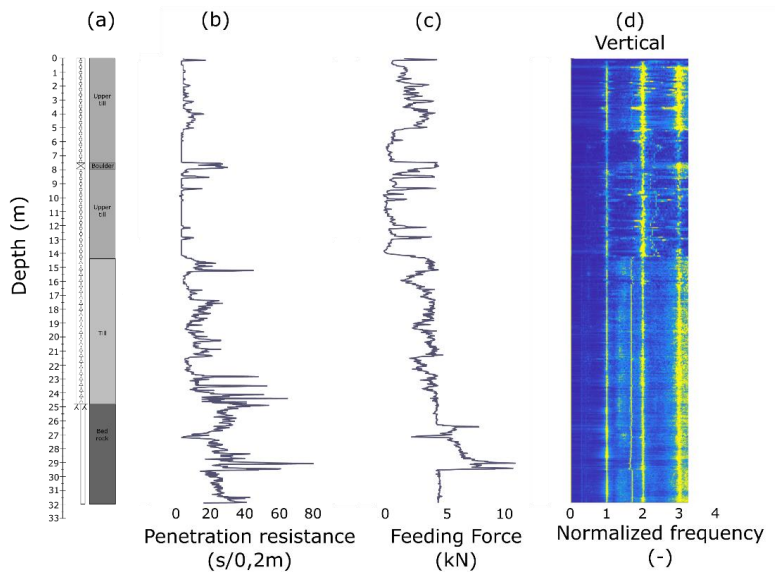 (a)
(b)
(c)
(d)
Vertical
Depth (m)
0
1
2
3
4
5
6
7
8
9
10
11
12
13
14
15
16
17
18
19
20
21
22
23
24
25
26
27
28
29
30
31
32
33
Upper
till
Boulder
Upper
till
Till
Bed
rock
0 20 40 60 80
Penetration resistance
(s/0,2m)
0 5 10
Feeding Force
(kN)
0 1 2 3 4
Normalized frequency
(-)